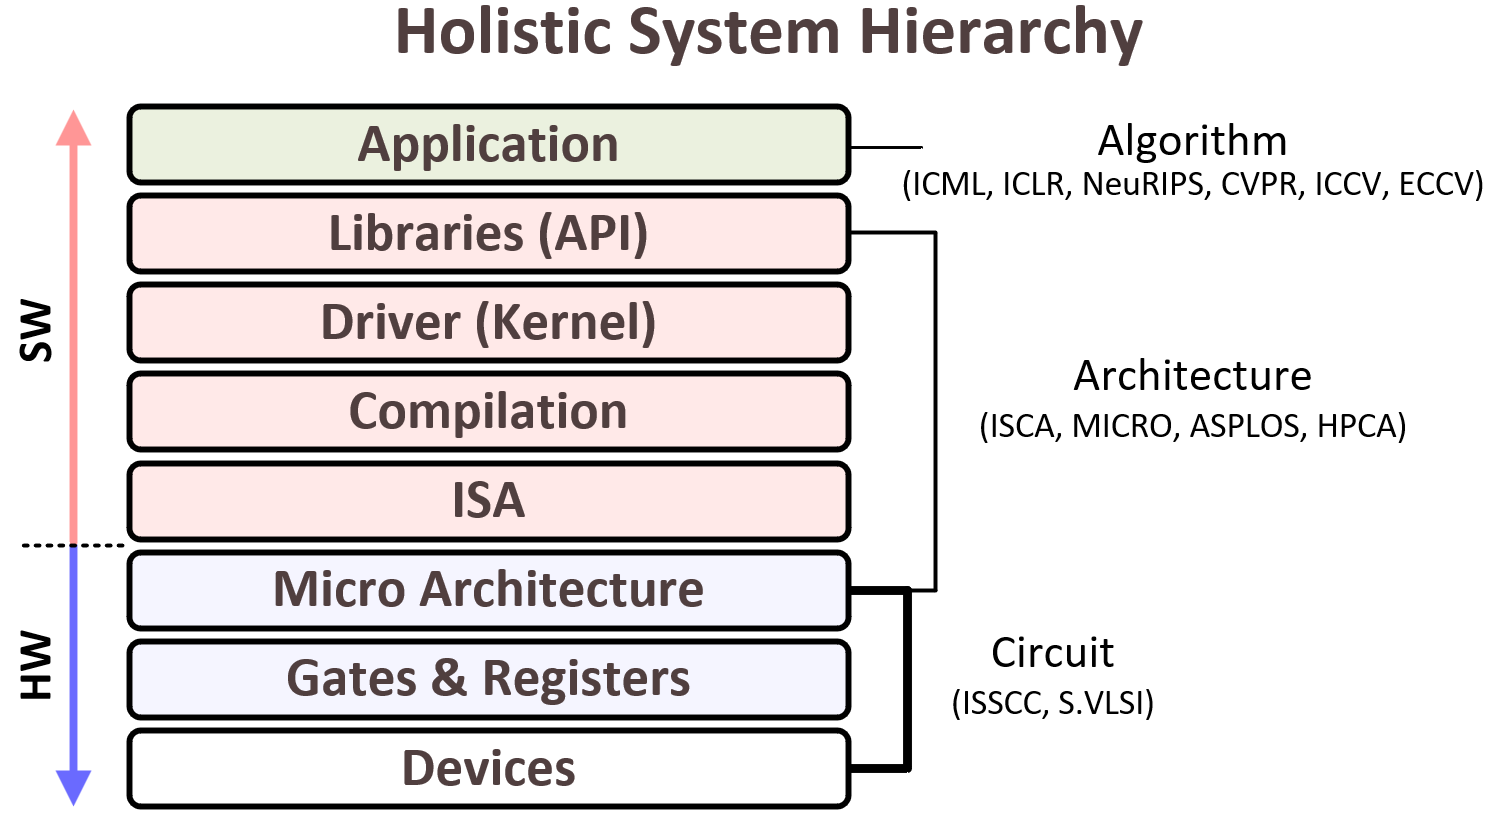 Holistic System Hierarchy
Application
Libraries (API)
Driver (Kernel)
Compilation
ISA
Micro Architecture
Gates & Registers
Devices
SW
HW
Algorithm
(ICML, ICLR, NeuRIPS, CVPR, ICCV, ECCV)
Architecture
(ISCA, MICRO, ASPLOS, HPCA)
Circuit
(ISSCC, S.VLSI)